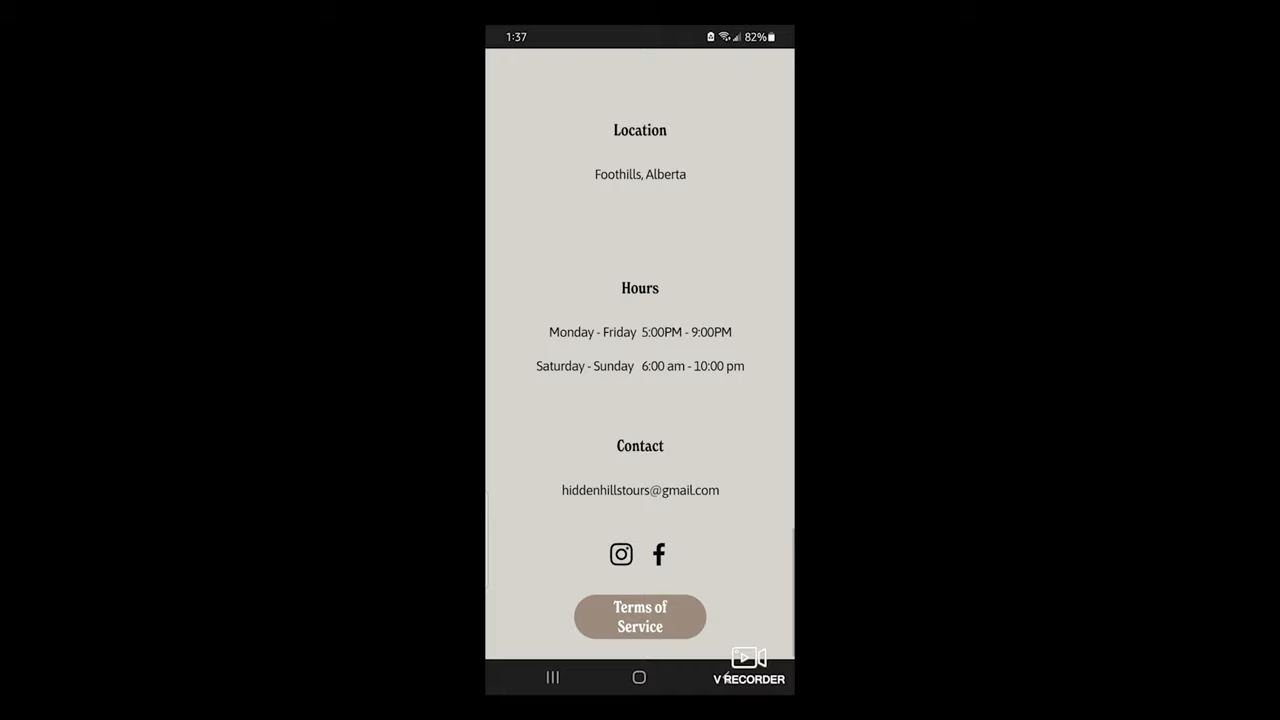 1:37
82%
Location
Foothills, Alberta
Hours
Monday - Friday 5:00PM - 9:00PM
Saturday - Sunday 6:00 am - 10:00 pm
Contact
hiddenhillstours@gmail.com
Terms of
Service
V RECORDER